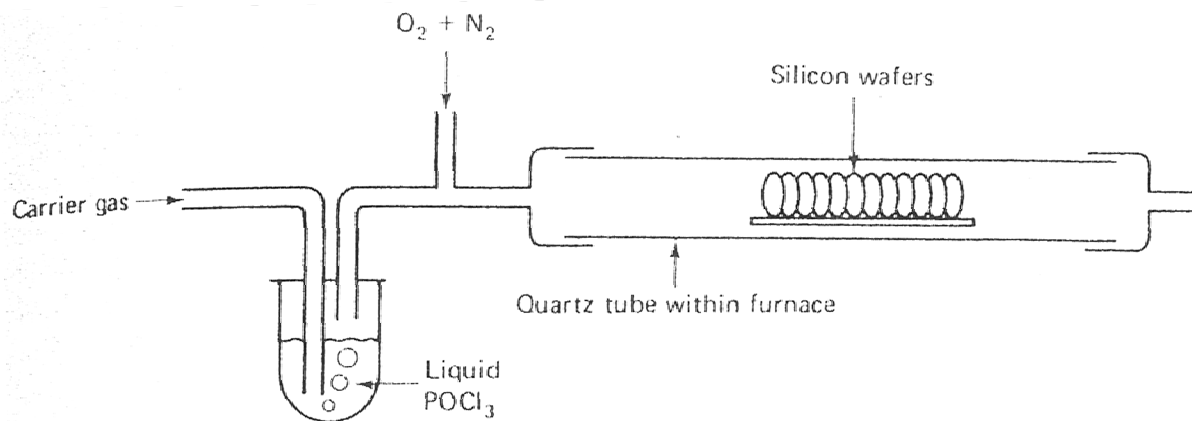 O₂ + N₂
Silicon wafers
Carrier gas
Quartz tube within furnace
Liquid
POCl₃